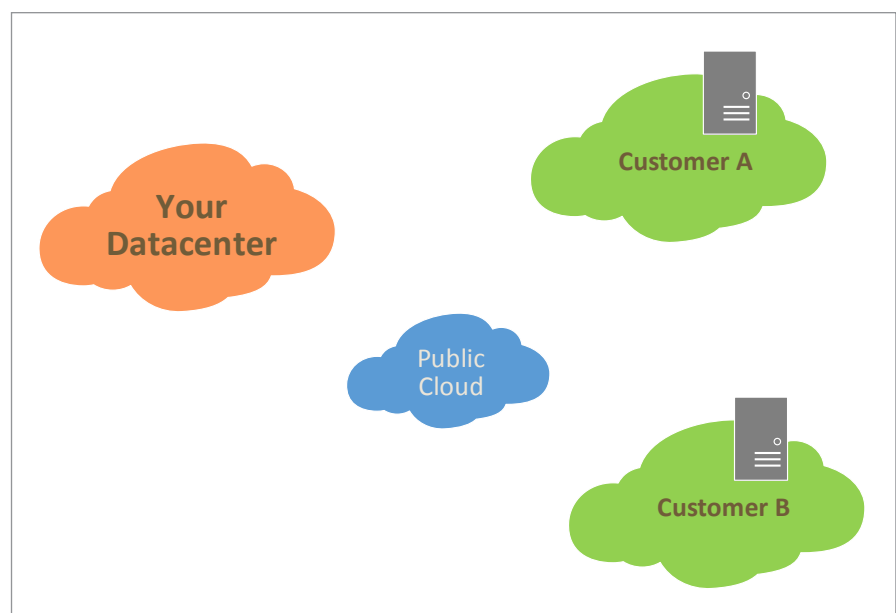 Your
Datacenter
Customer A
Public
Cloud
Customer B